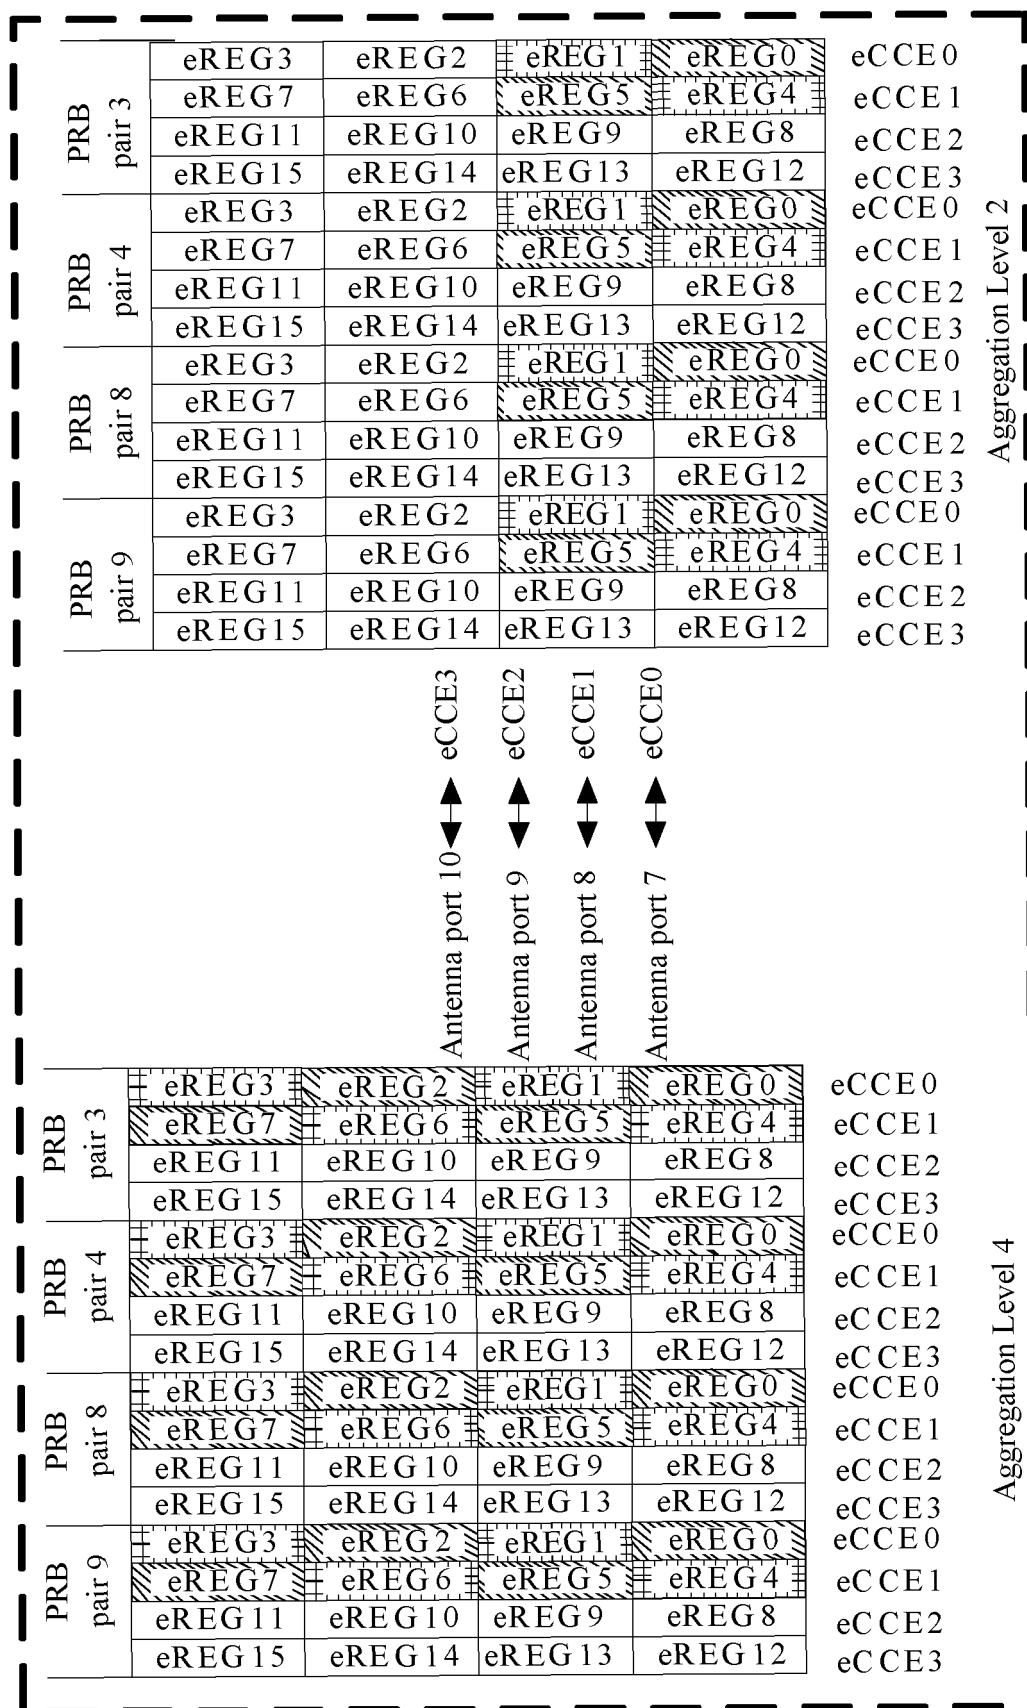 eREG3 eREG2 eREG1 eREG0 eCCE0
eREG7 eREG6 eREG5 eREG4 eCCE1
PRB pair 3
eREG11 eREG10 eREG9 eREG8 eCCE2
eREG15 eREG14 eREG13 eREG12 eCCE3
eREG3 eREG2 eREG1 eREG0 eCCE0
eREG7 eREG6 eREG5 eREG4 eCCE1
PRB pair 4
eREG11 eREG10 eREG9 eREG8 eCCE2
eREG15 eREG14 eREG13 eREG12 eCCE3
eREG3 eREG2 eREG1 eREG0 eCCE0
eREG7 eREG6 eREG5 eREG4 eCCE1
PRB pair 8
eREG11 eREG10 eREG9 eREG8 eCCE2
eREG15 eREG14 eREG13 eREG12 eCCE3
eREG3 eREG2 eREG1 eREG0 eCCE0
eREG7 eREG6 eREG5 eREG4 eCCE1
PRB pair 9
eREG11 eREG10 eREG9 eREG8 eCCE2
eREG15 eREG14 eREG13 eREG12 eCCE3
Aggregation Level 2
Antenna port 10 eCCE3
Antenna port 9 eCCE2
Antenna port 8 eCCE1
Antenna port 7 eCCE0
eREG3 eREG2 eREG1 eREG0 eCCE0
eREG7 eREG6 eREG5 eREG4 eCCE1
PRB pair 3
eREG11 eREG10 eREG9 eREG8 eCCE2
eREG15 eREG14 eREG13 eREG12 eCCE3
eREG3 eREG2 eREG1 eREG0 eCCE0
eREG7 eREG6 eREG5 eREG4 eCCE1
PRB pair 4
eREG11 eREG10 eREG9 eREG8 eCCE2
eREG15 eREG14 eREG13 eREG12 eCCE3
eREG3 eREG2 eREG1 eREG0 eCCE0
eREG7 eREG6 eREG5 eREG4 eCCE1
PRB pair 8
eREG11 eREG10 eREG9 eREG8 eCCE2
eREG15 eREG14 eREG13 eREG12 eCCE3
eREG3 eREG2 eREG1 eREG0 eCCE0
eREG7 eREG6 eREG5 eREG4 eCCE1
PRB pair 9
eREG11 eREG10 eREG9 eREG8 eCCE2
eREG15 eREG14 eREG13 eREG12 eCCE3
Aggregation Level 4